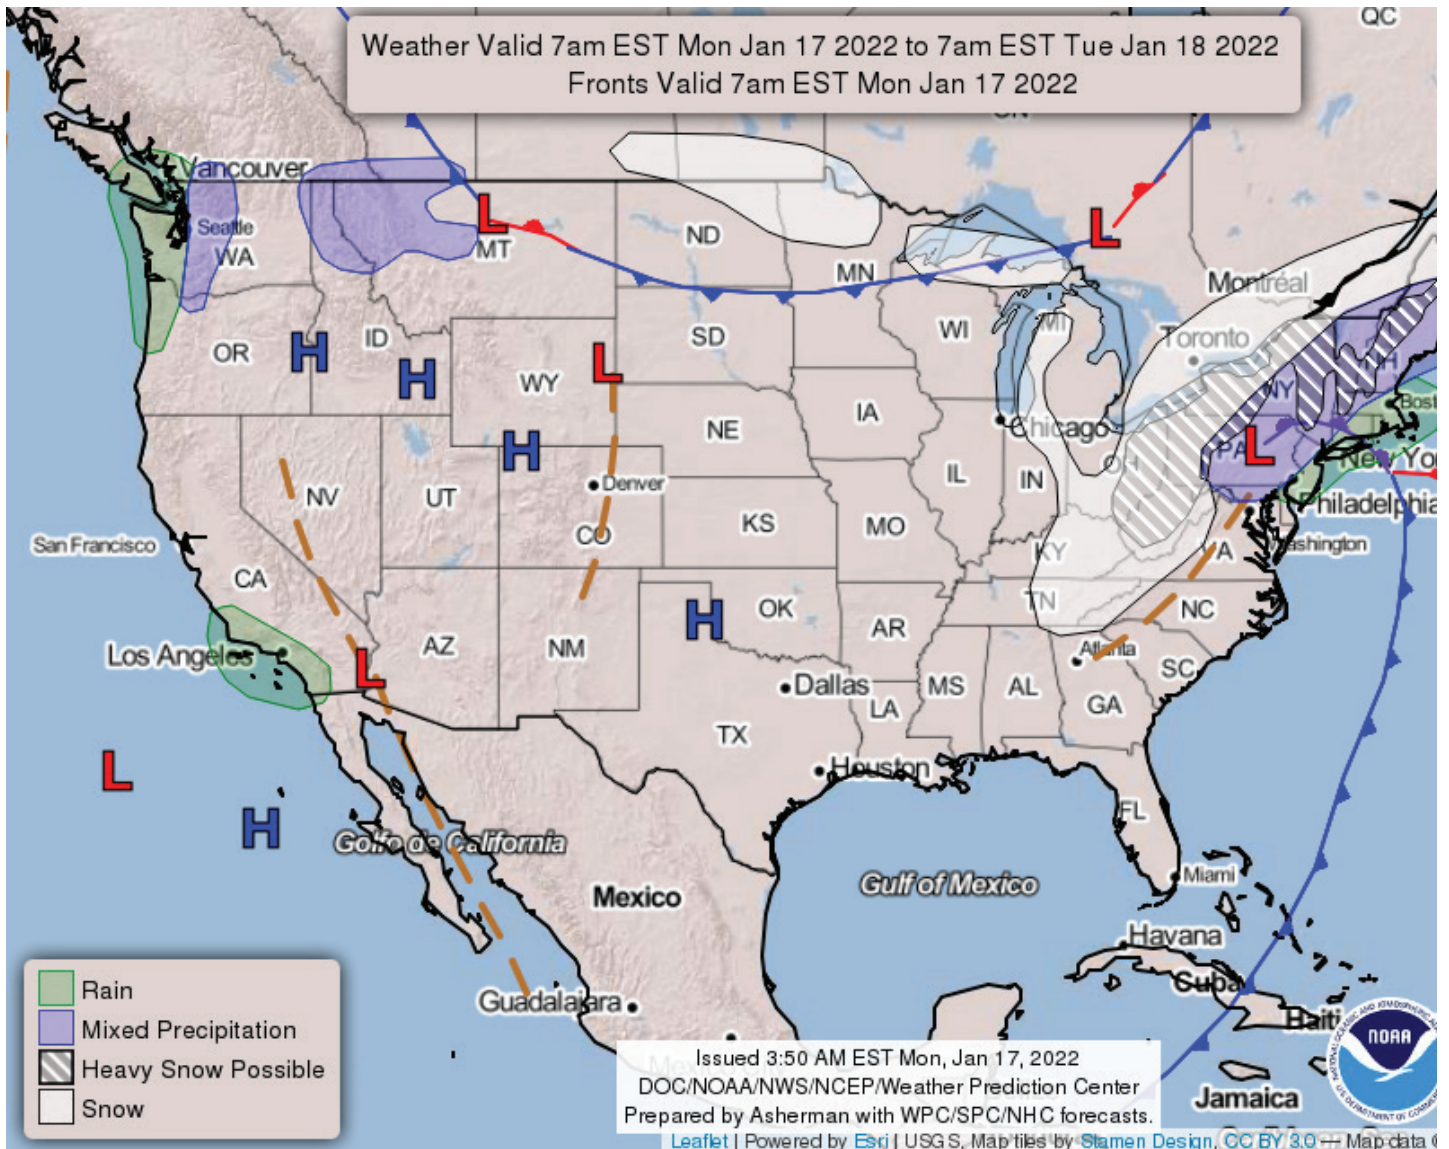 QC
Weather Valid 7am EST Mon Jan 17 2022 to 7am EST Tue Jan 18 2022
Fronts Valid 7am EST Mon Jan 17 2022
Vancouver
Seattle
WA
L
MT
ND
MN
L
Montréal
OR
H
ID
H
WY
L
SD
WI
MI
Toronto
NY
NH
NE
IA
Chicago
H
PA
L
New Yo
NV
UT
Denver
CO
KS
MO
IL
IN
OH
Philadelphia
San Francisco
CA
KY
VA
Washington
Los Angeles
L
AZ
NM
H
OK
AR
TN
NC
Atlanta
SC
Dallas
LA
MS
AL
GA
TX
Houston
L
H
FL
Golfo de California
Mexico
Gulf of Mexico
Miami
Havana
Cuba
Haiti
Guadalajara
Jamaica
Rain
Mixed Precipitation
Heavy Snow Possible
Snow
NOAA
Issued 3:50 AM EST Mon, Jan 17, 2022
DOC/NOAA/NWS/NCEP/Weather Prediction Center
Prepared by Asherman with WPC/SPC/NHC forecasts.
Leaflet | Powered by Esri | USGS, Map tiles by Stamen Design, CC BY 3.0 — Map data ©